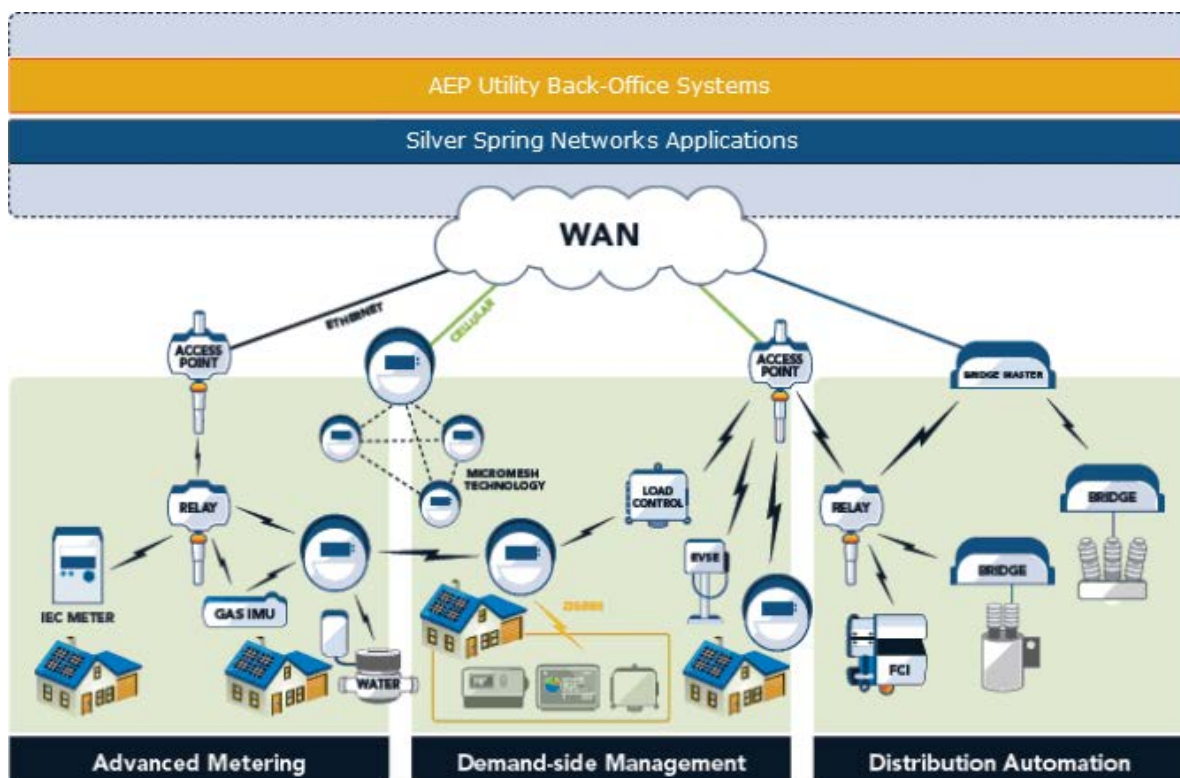 AEP Utility Back-Office Systems
Silver Spring Networks Applications
WAN
ETHERNET
CELLULAR
ACCESS
POINT
ACCESS
POINT
BRIDGE MASTER
MICROMESH
TECHNOLOGY
LOAD
CONTROL
RELAY
RELAY
BRIDGE
EVSE
BRIDGE
IEC METER
GAS IMU
ZIGBEE
WATER
FCI
Advanced Metering
Demand-side Management
Distribution Automation